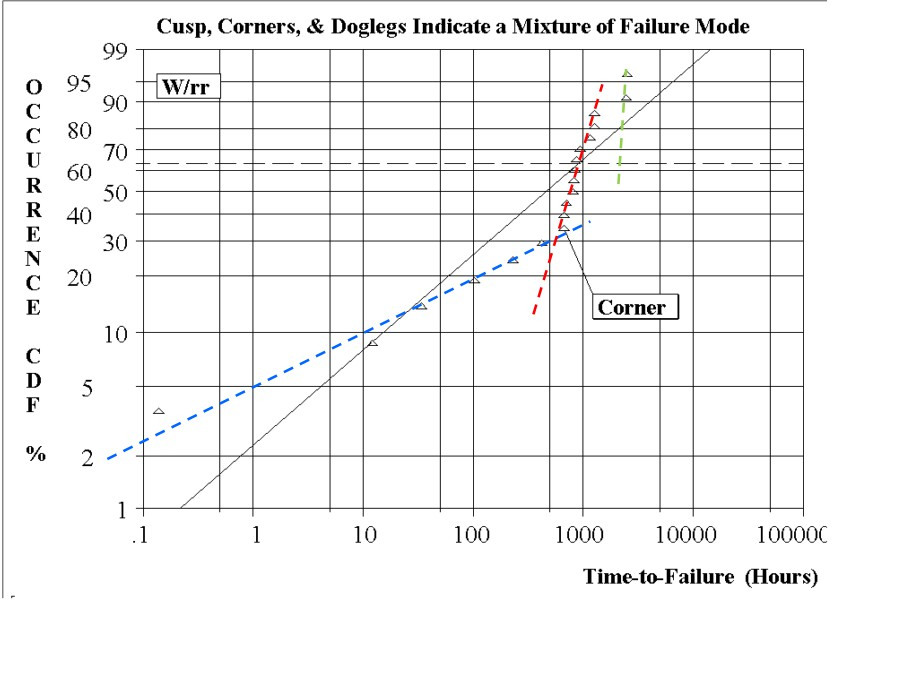 Cusp, Corners, & Doglegs Indicate a Mixture of Failure Mode
99
95
90
80
70
60
50
40
30
20
10
5
2
1
W/rr
Corner
O
C
C
U
R
R
E
N
C
E
C
D
F
%
.1
1
10
100
1000
10000
100000
Time-to-Failure (Hours)